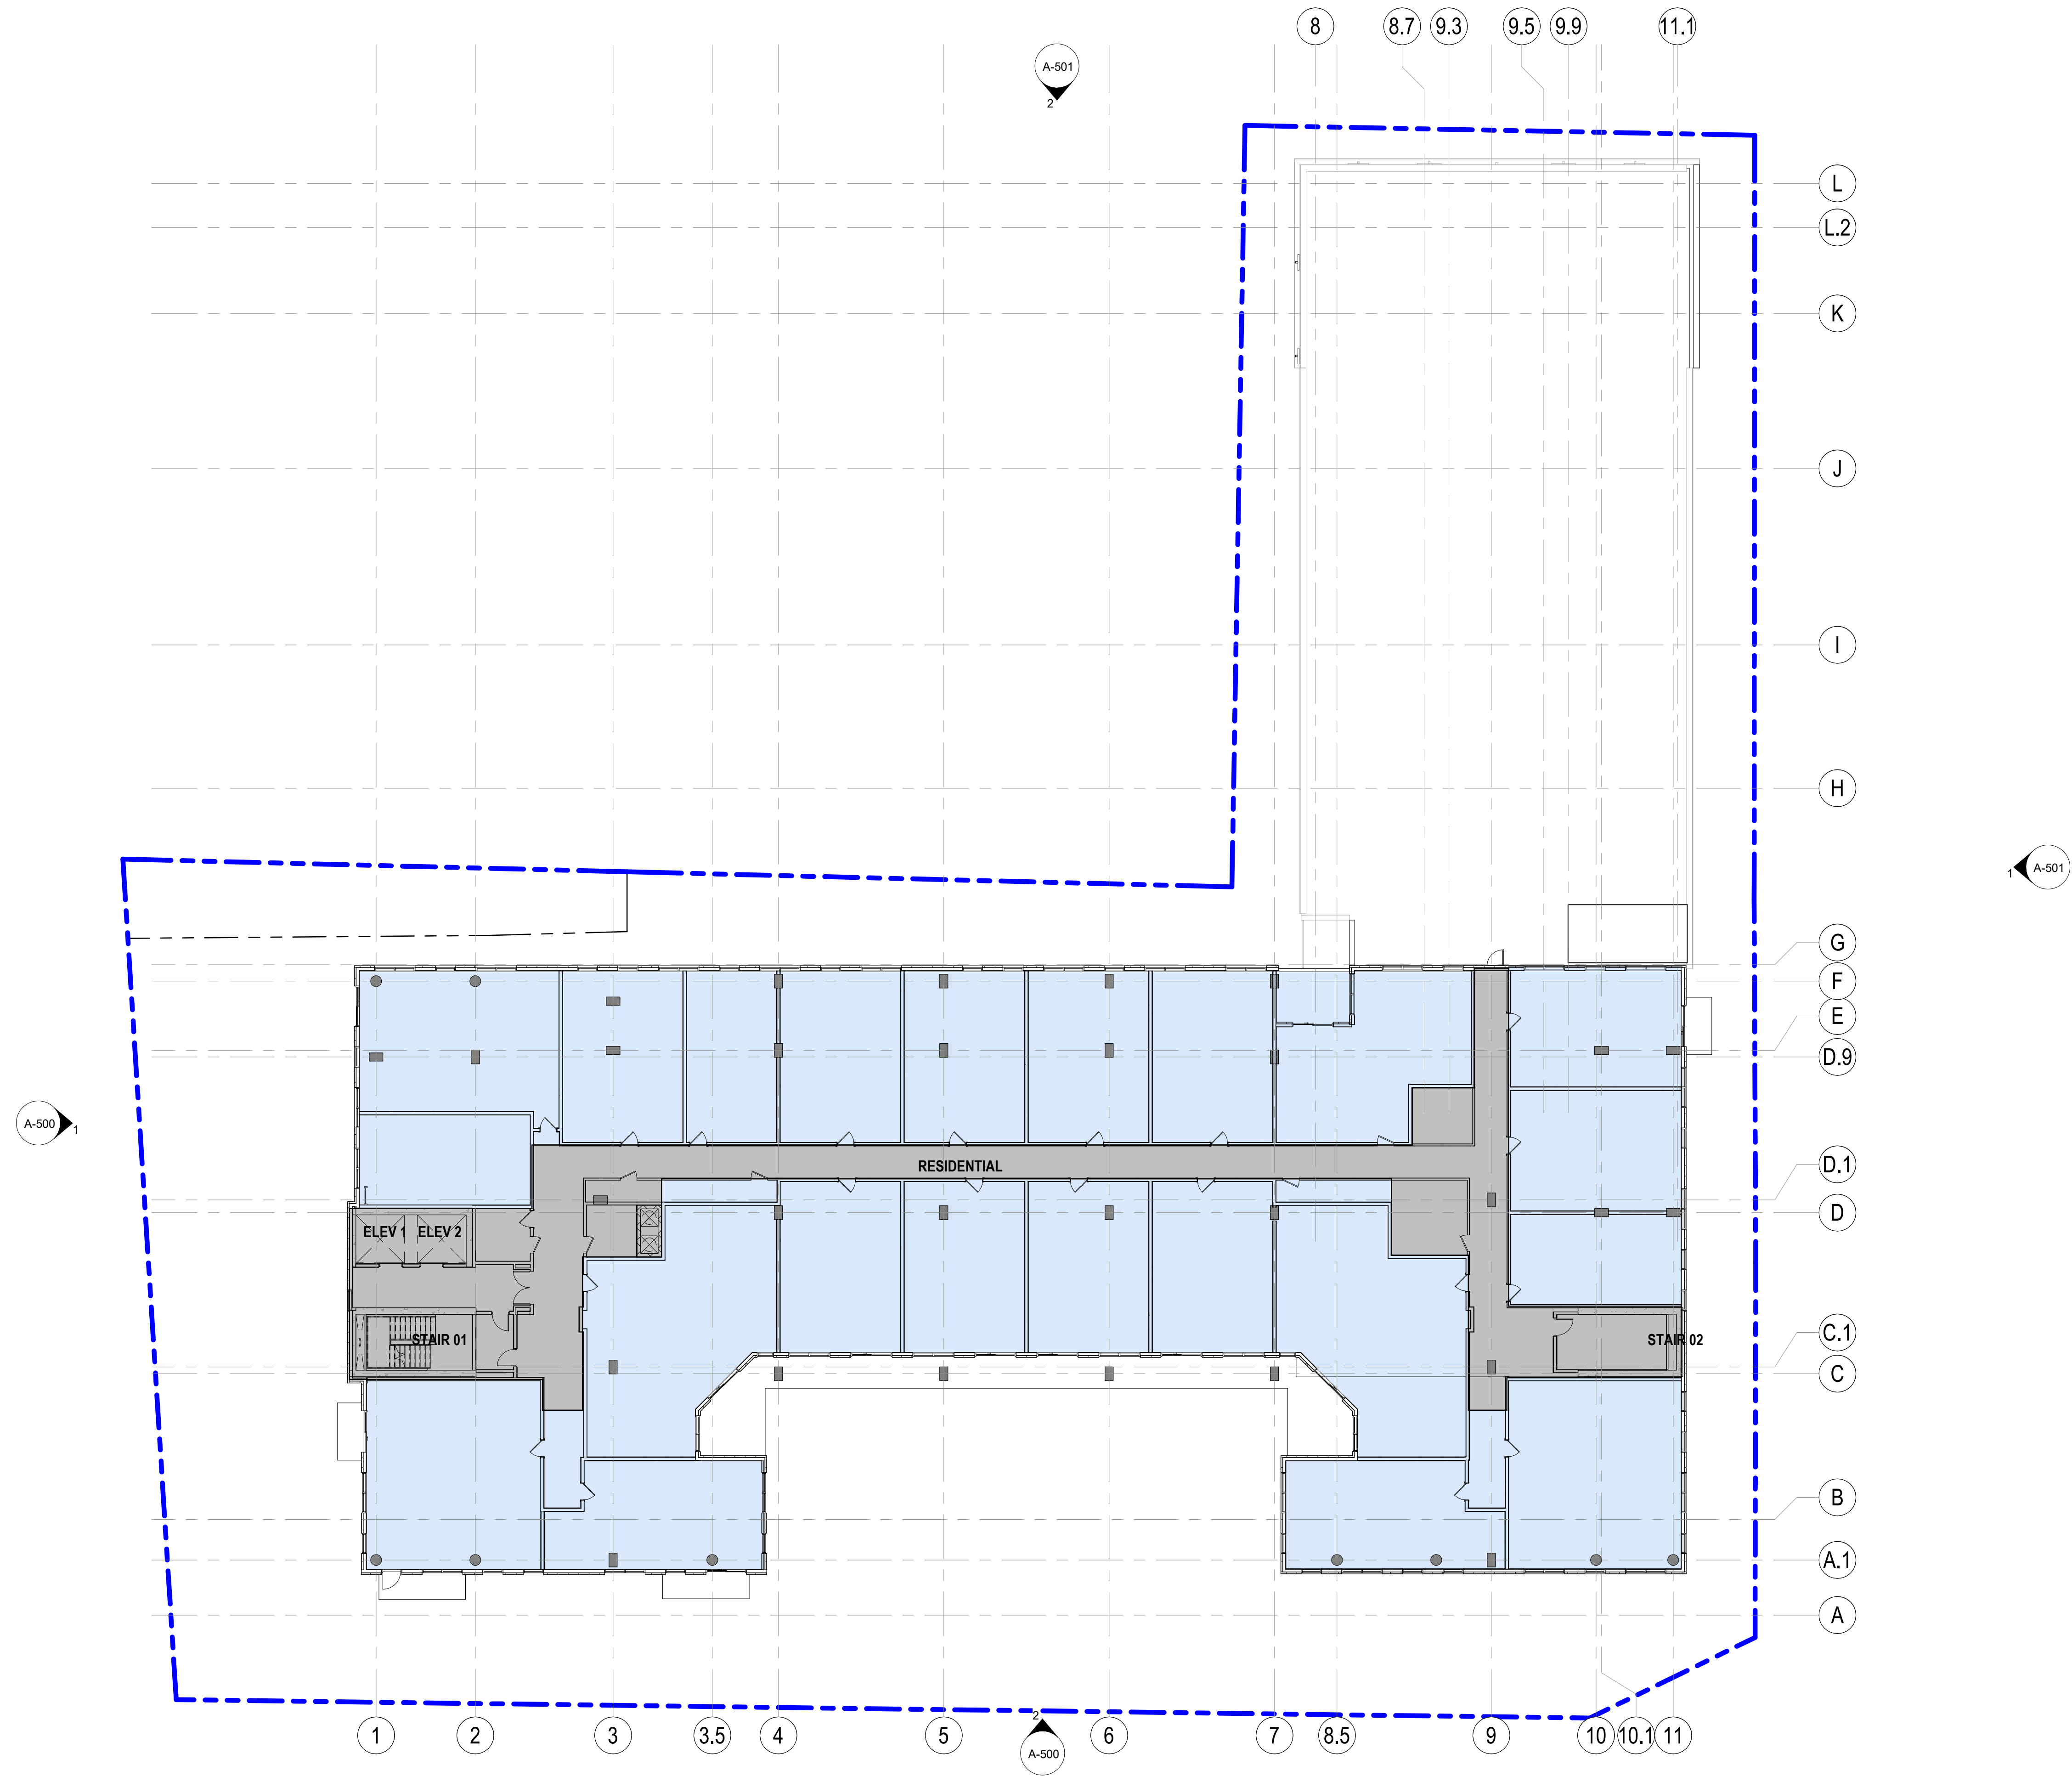 8
8.7
9.3
9.5
9.9
11.1
A-501
2
L
L.2
K
J
I
H
1
A-501
G
F
E
D.9
A-500
1
D.1
RESIDENTIAL
D
ELEV 1
ELEV 2
C.1
STAIR 01
STAIR 02
C
B
A.1
A
2
A-500
1
2
3
3.5
4
5
6
7
8.5
9
10
10.1
11